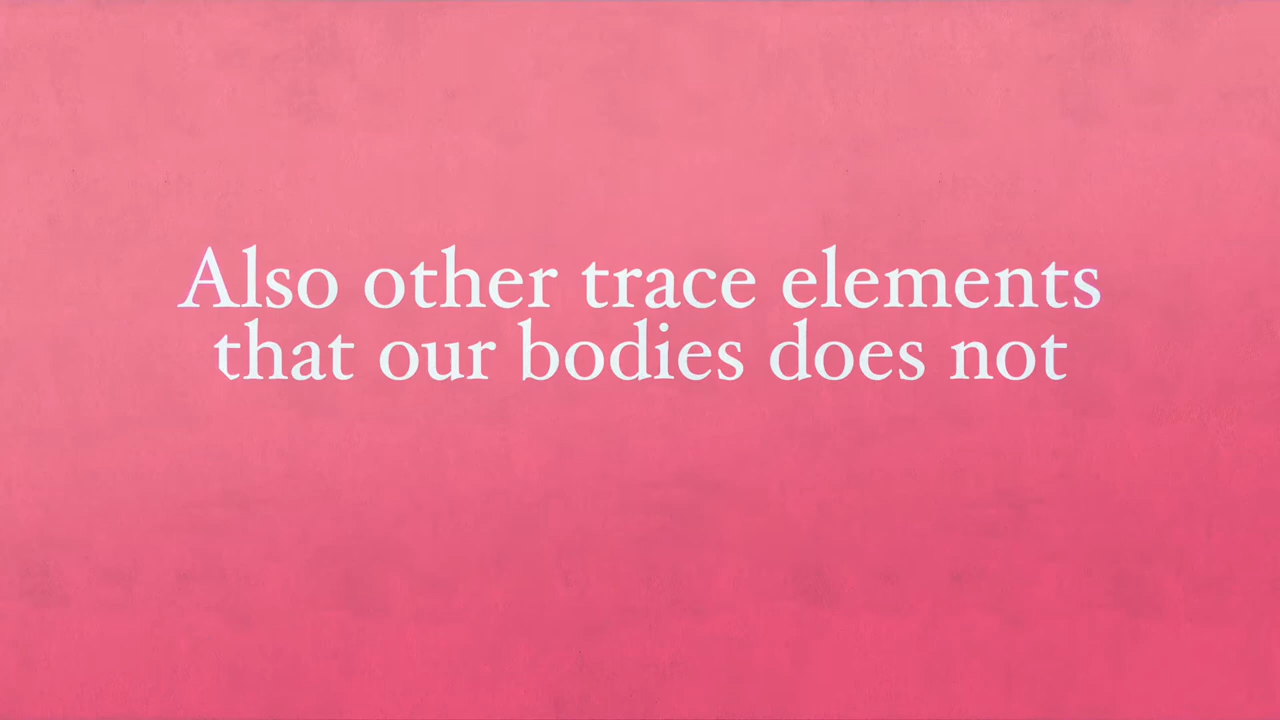 Also other trace elements
that our bodies does not